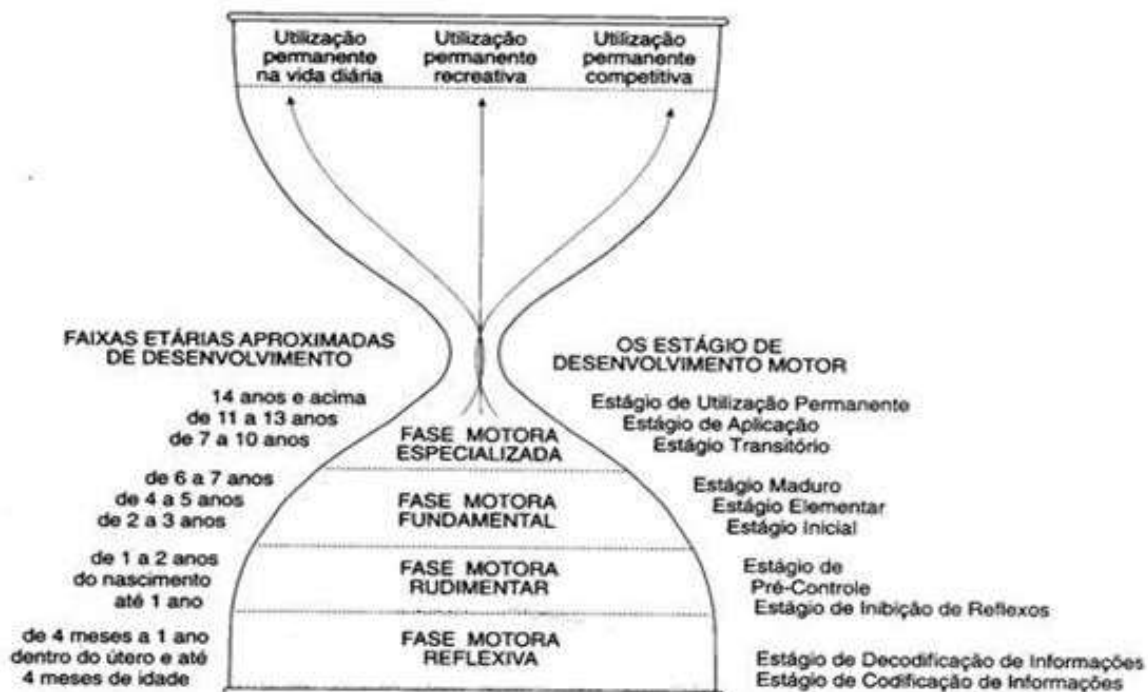 Utilização
permanente
na vida diária
Utilização
permanente
recreativa
Utilização
permanente
competitiva
FAIXAS ETÁRIAS APROXIMADAS
DE DESENVOLVIMENTO
14 anos e acima
de 11 a 13 anos
de 7 a 10 anos
de 6 a 7 anos
de 4 a 5 anos
de 2 a 3 anos
de 1 a 2 anos
do nascimento
até 1 ano
de 4 meses a 1 ano
dentro do útero e até
4 meses de idade
FASE MOTORA
ESPECIALIZADA
FASE MOTORA
FUNDAMENTAL
FASE MOTORA
RUDIMENTAR
FASE MOTORA
REFLEXIVA
OS ESTÁGIO DE
DESENVOLVIMENTO MOTOR
Estágio de Utilização Permanente
Estágio de Aplicação
Estágio Transitório
Estágio Maduro
Estágio Elementar
Estágio Inicial
Estágio de
Pré-Controle
Estágio de Inibição de Reflexos
Estágio de Decodificação de Informações
Estágio de Codificação de Informações